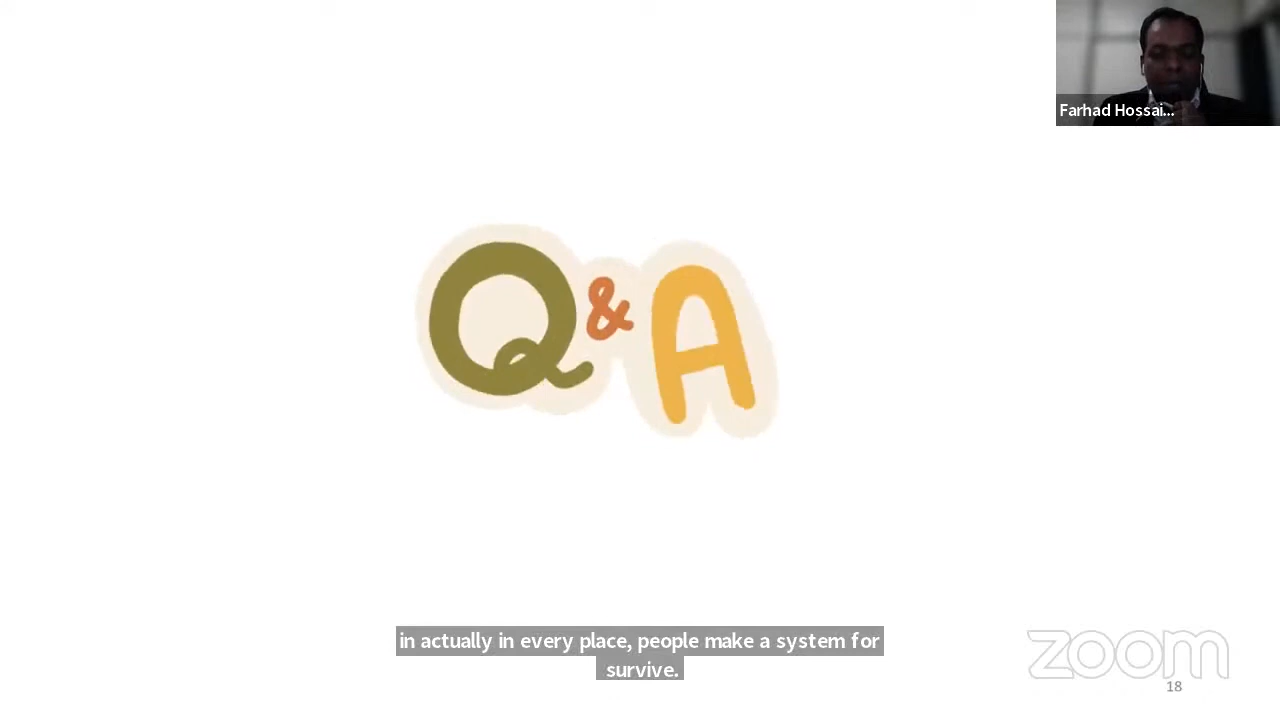 Farhad Hossai...
Q & A
in actually in every place, people make a system for
survive.
zoom
18